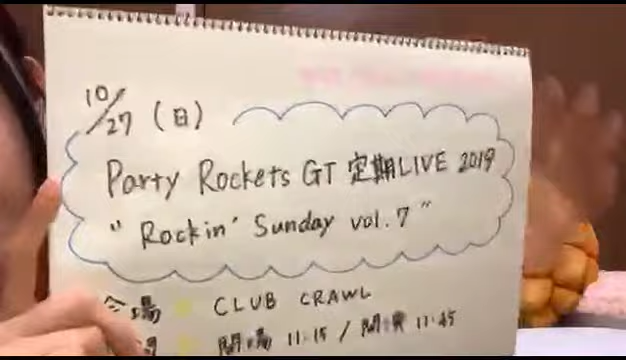 10/27 (日)
Party Rockets GT 定期LIVE 2019
"Rockin' Sunday vol.7"
会場 CLUB CRAWL
開場 11:15 / 開演 11:45